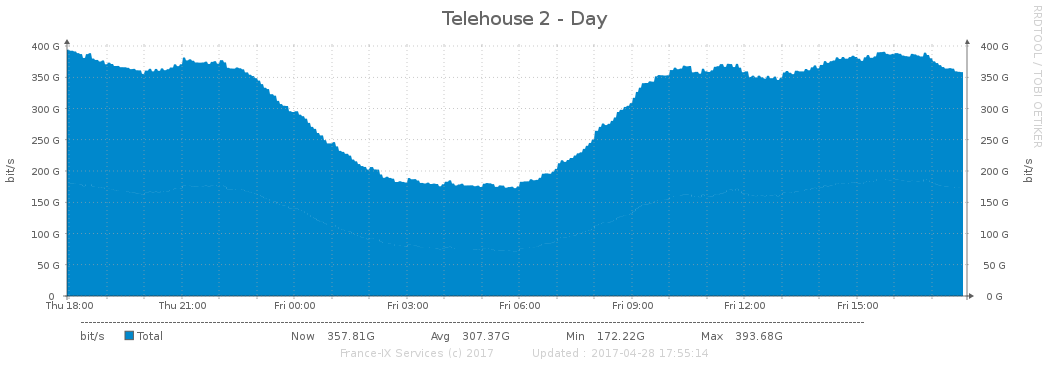 Telehouse 2 - Day
RRDTOOL / TOBI OETIKER
bit/s
400 G 400 G
350 G 350 G
300 G 300 G
250 G 250 G
200 G 200 G
150 G 150 G
100 G 100 G
50 G 50 G
0 0 G
bit/s
Thu 18:00 Thu 21:00 Fri 00:00 Fri 03:00 Fri 06:00 Fri 09:00 Fri 12:00 Fri 15:00
bit/s Total Now 357.81G Avg 307.37G Min 172.22G Max 393.68G
France-IX Services (c) 2017 Updated : 2017-04-28 17:55:14